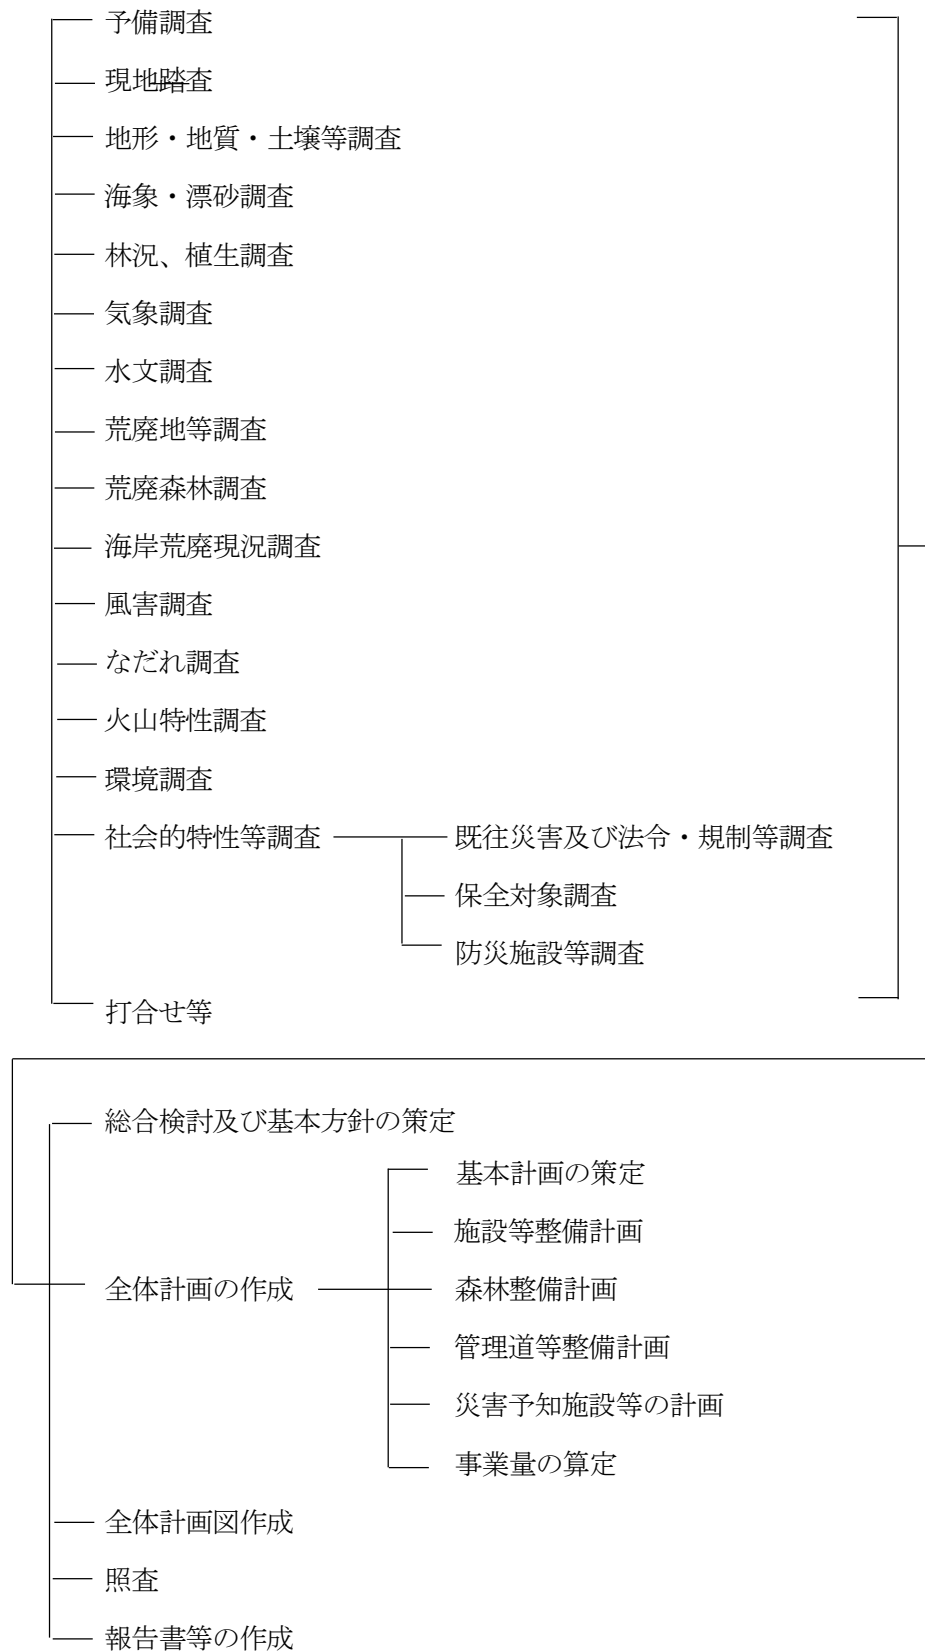 予備調査
現地踏査
地形・地質・土壌等調査
海象・漂砂調査
林況、植生調査
気象調査
水文調査
荒廃地等調査
荒廃森林調査
海岸荒廃現況調査
風害調査
なだれ調査
火山特性調査
環境調査
社会的特性等調査 既往災害及び法令・規制等調査
保全対象調査
防災施設等調査
打合せ等
総合検討及び基本方針の策定
基本計画の策定
施設等整備計画
全体計画の作成 森林整備計画
管理道等整備計画
災害予知施設等の計画
事業量の算定
全体計画図作成
照査
報告書等の作成